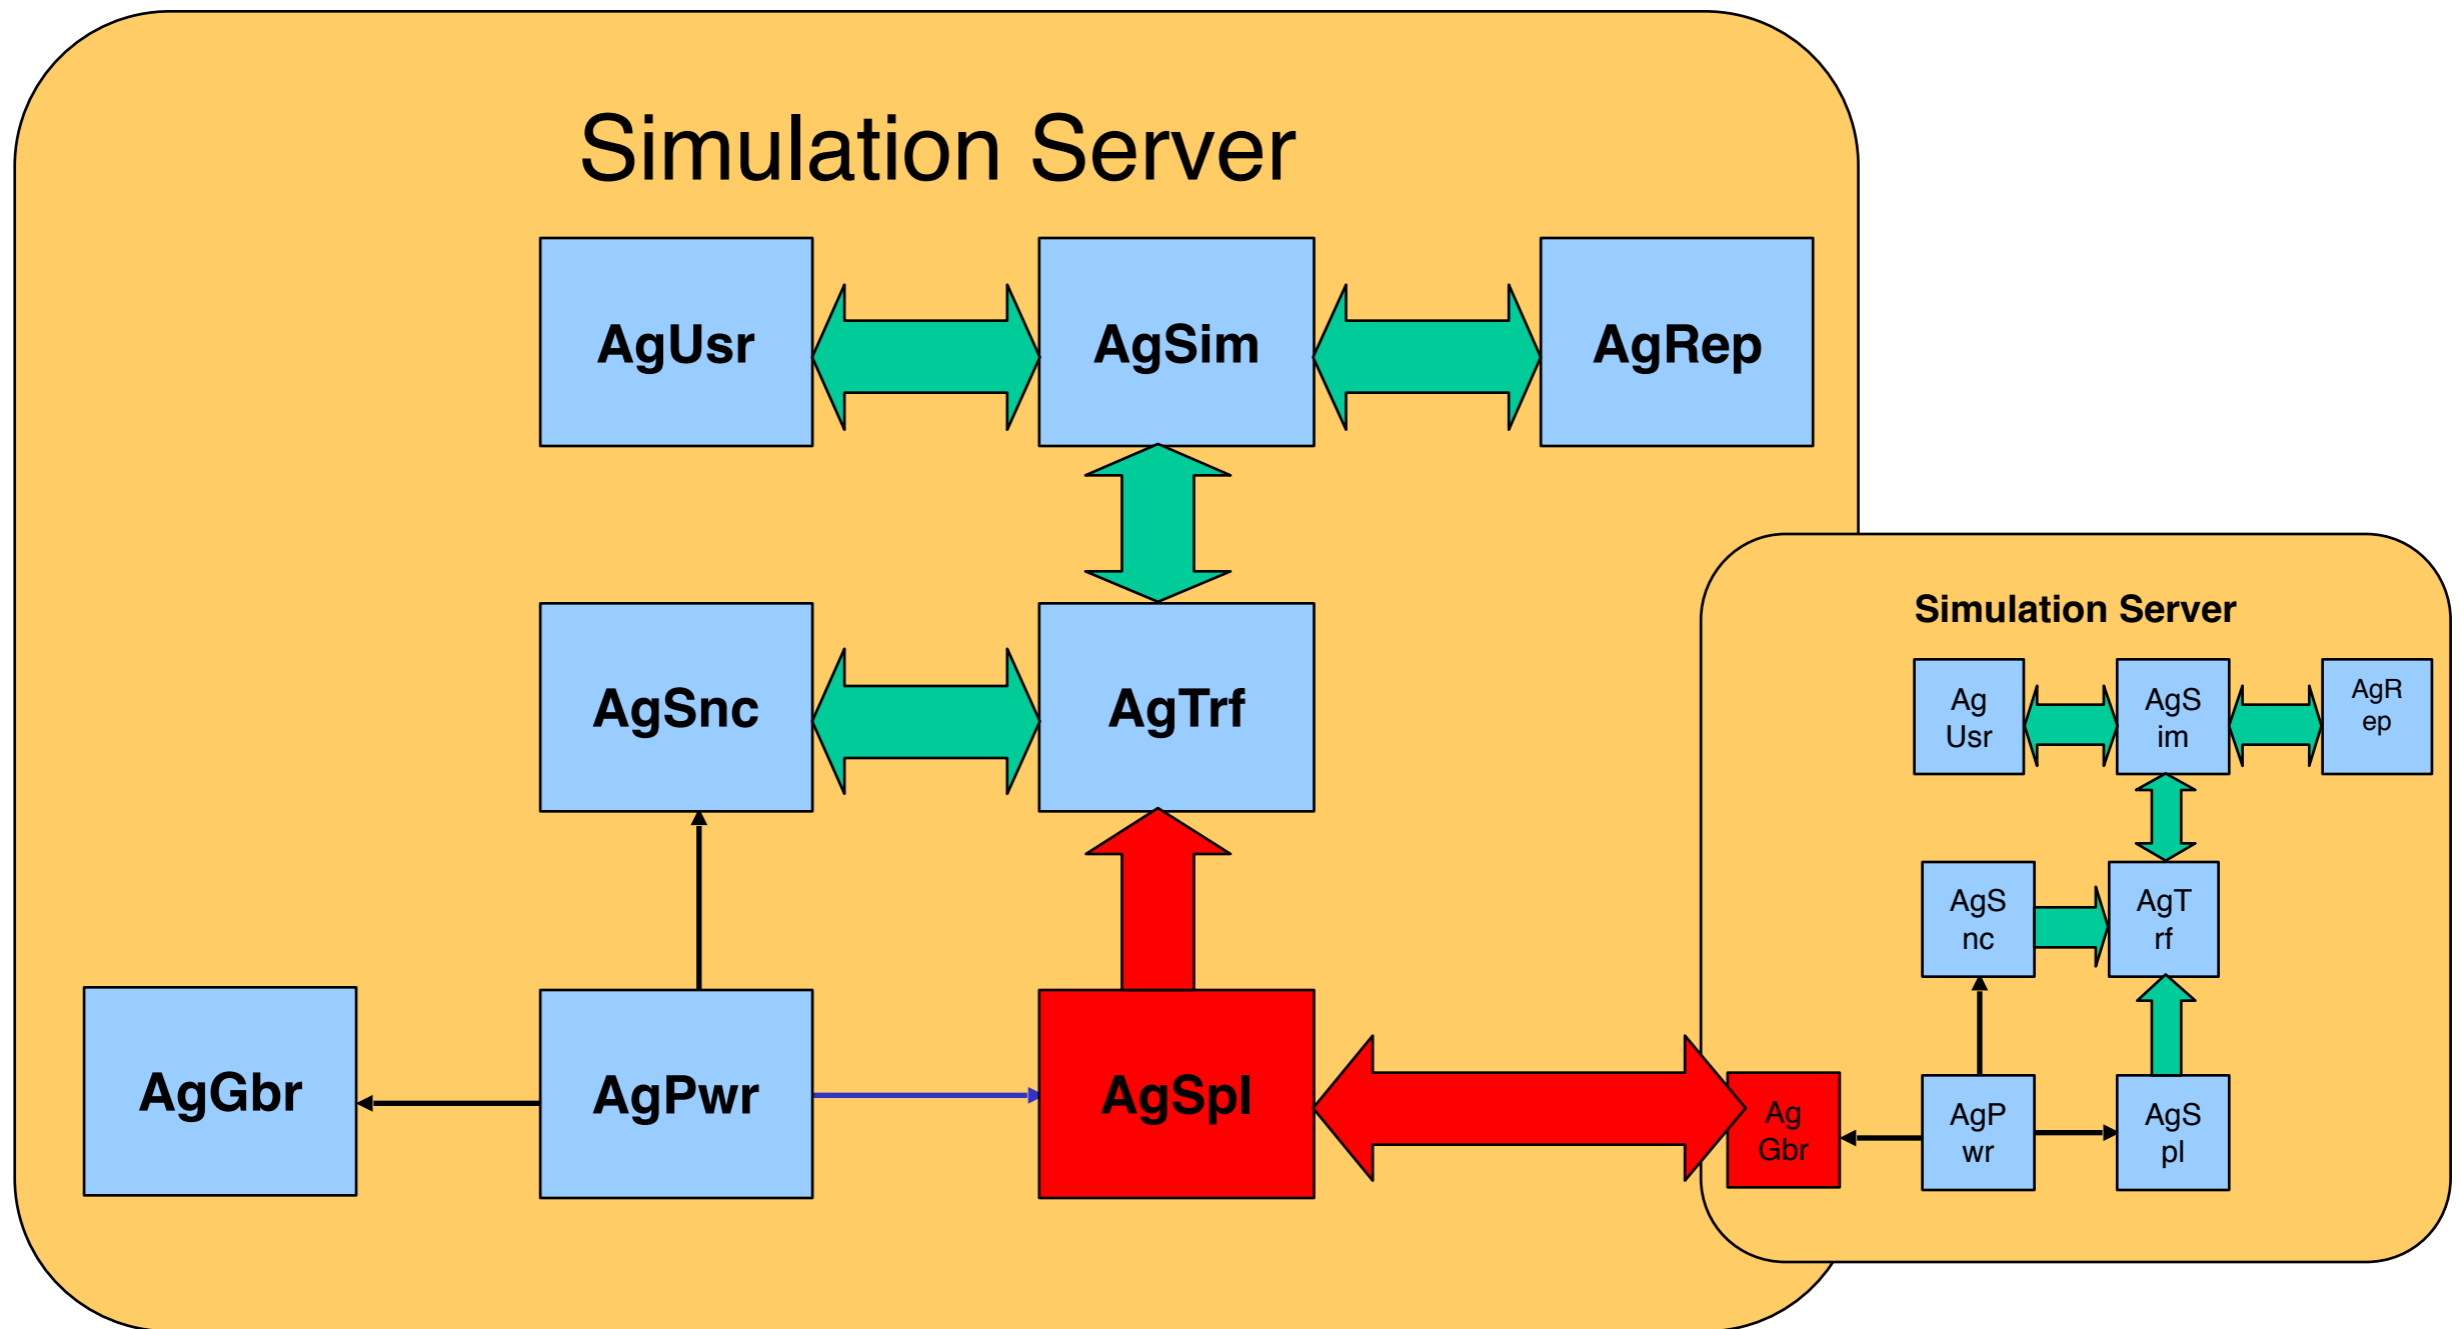 Simulation Server
AgUsr
AgSim
AgRep
AgSnc
AgTrf
AgGbr
AgPwr
AgSpl
Simulation Server
Ag
Usr
AgS
im
AgR
ep
AgS
nc
AgT
rf
Ag
Gbr
AgP
wr
AgS
pl